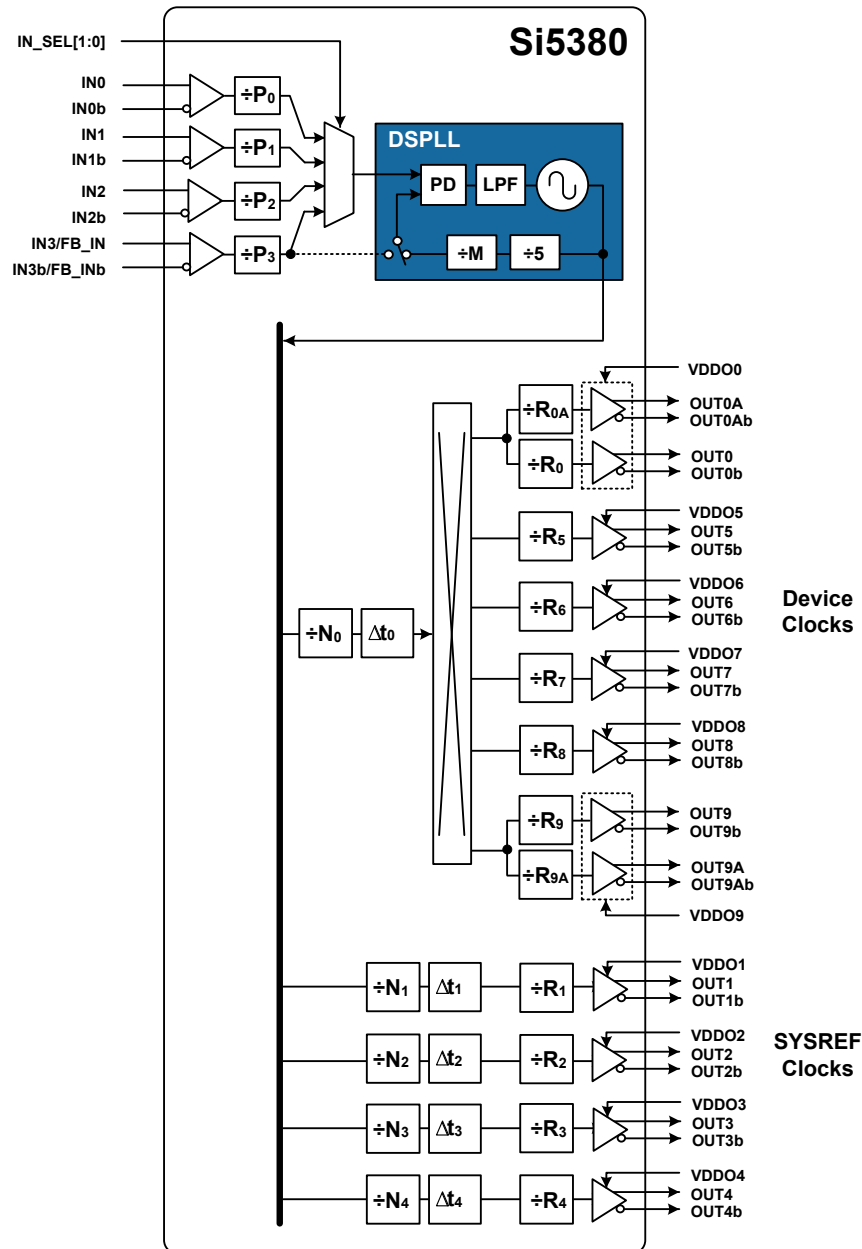 Si5380
IN_SEL[1:0]
IN0
IN0b
÷P0
IN1
IN1b
÷P1
IN2
IN2b
÷P2
IN3/FB_IN
IN3b/FB_INb
÷P3
DSPLL
PD
LPF
÷M
÷5
VDDO0
÷R0A
OUT0A
OUT0Ab
÷R0
OUT0
OUT0b
VDDO5
÷R5
OUT5
OUT5b
VDDO6
÷R6
OUT6
OUT6b
Device
Clocks
÷N0
Δt0
VDDO7
÷R7
OUT7
OUT7b
VDDO8
÷R8
OUT8
OUT8b
÷R9
OUT9
OUT9b
÷R9A
OUT9A
OUT9Ab
VDDO9
VDDO1
÷N1
Δt1
÷R1
OUT1
OUT1b
VDDO2
÷N2
Δt2
÷R2
OUT2
OUT2b
SYSREF
Clocks
VDDO3
÷N3
Δt3
÷R3
OUT3
OUT3b
VDDO4
÷N4
Δt4
÷R4
OUT4
OUT4b